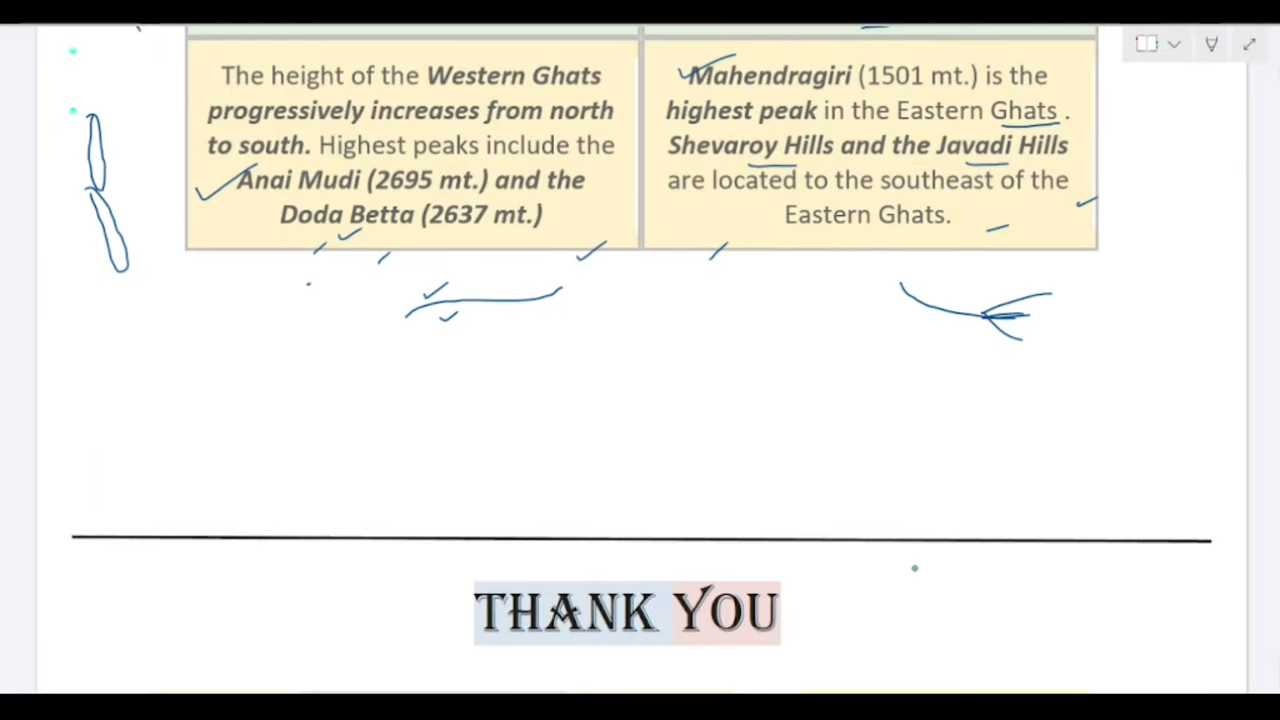 The height of the Western Ghats
progressively increases from north
to south. Highest peaks include the
Anai Mudi (2695 mt.) and the
Doda Betta (2637 mt.)
Mahendragiri (1501 mt.) is the
highest peak in the Eastern Ghats .
Shevaroy Hills and the Javadi Hills
are located to the southeast of the
Eastern Ghats.
THANK YOU